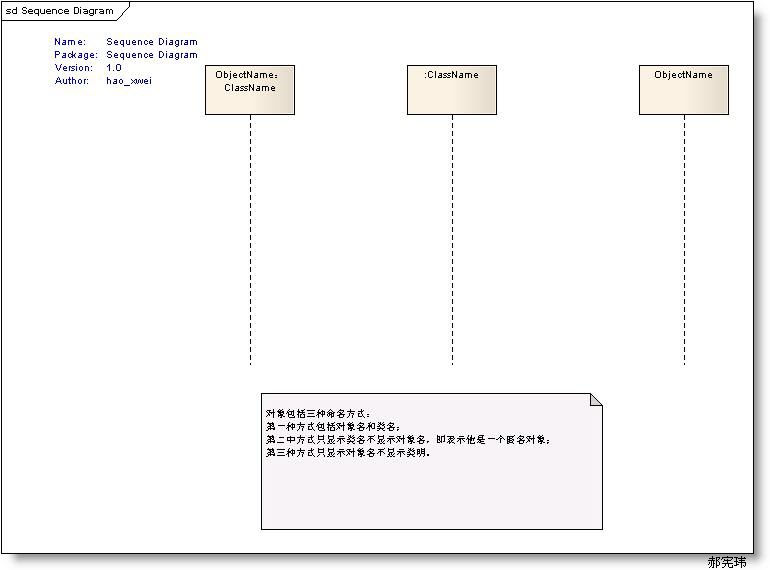 sd Sequence Diagram
Name: Sequence Diagram
Package: Sequence Diagram
Version: 1.0
Author: hao_xwei
ObjectName:
ClassName
:ClassName
ObjectName
对象包括三种命名方式:
第一种方式包括对象名和类名;
第二中方式只显示类名不显示对象名, 即表示他是一个匿名对象;
第三种方式只显示对象名不显示类明。
郝宪玮